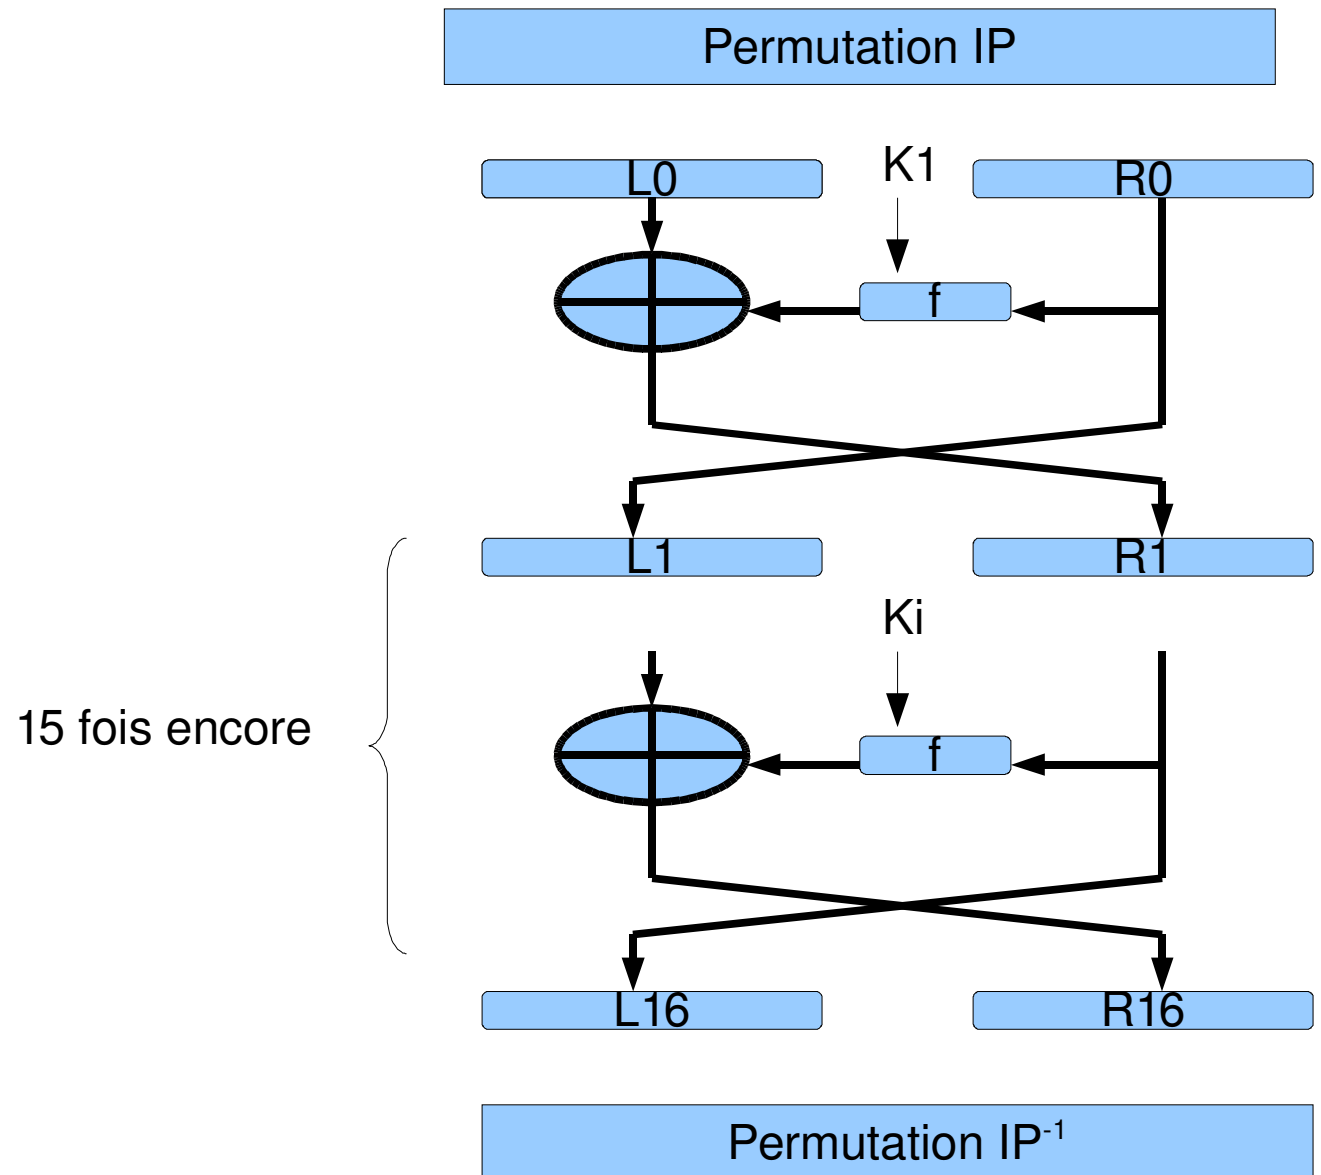 Permutation IP
L0
K1
R0
f
L1
R1
Ki
15 fois encore
f
L16
R16
Permutation IP⁻¹